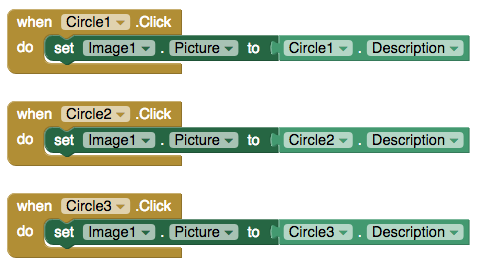 when Circle1 .Click
do set Image1 . Picture to Circle1 . Description
when Circle2 .Click
do set Image1 . Picture to Circle2 . Description
when Circle3 .Click
do set Image1 . Picture to Circle3 . Description